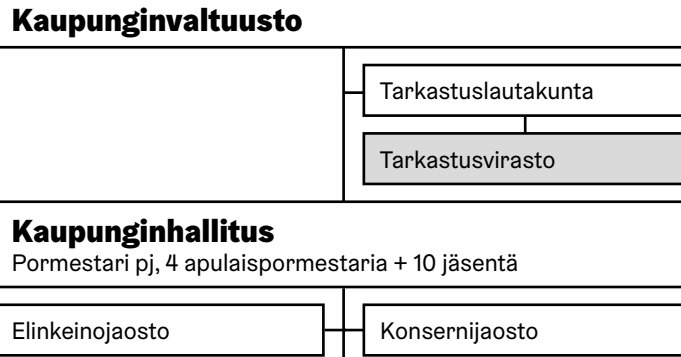 Kaupunginvaltuusto
Tarkastuslautakunta
Tarkastusvirasto
Kaupunginhallitus
Pormestari pj, 4 apulaispormestaria + 10 jäsentä
Elinkeinojaosto
Konsernijaosto